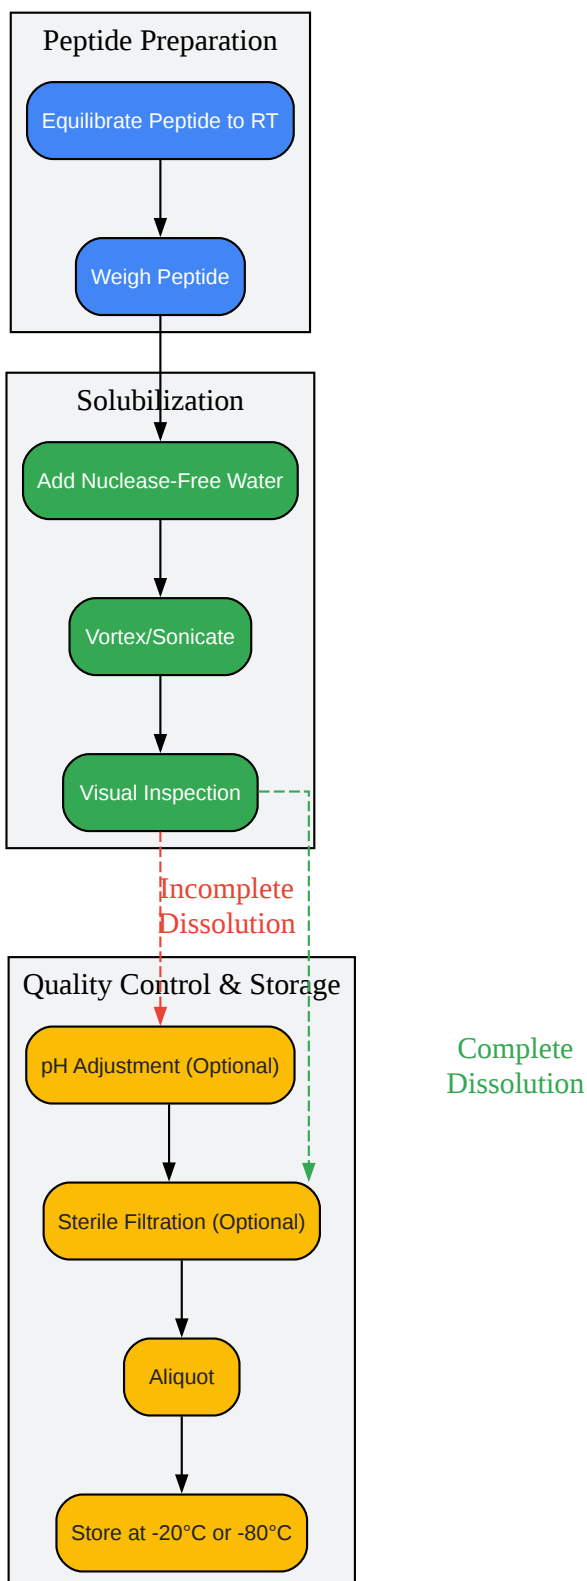 Peptide Preparation
Equilibrate Peptide to RT
Weigh Peptide
Solubilization
Add Nuclease-Free Water
Vortex/Sonicate
Visual Inspection
Incomplete
Dissolution
Quality Control & Storage
pH Adjustment (Optional)
Complete
Dissolution
Sterile Filtration (Optional)
Aliquot
Store at -20°C or -80°C